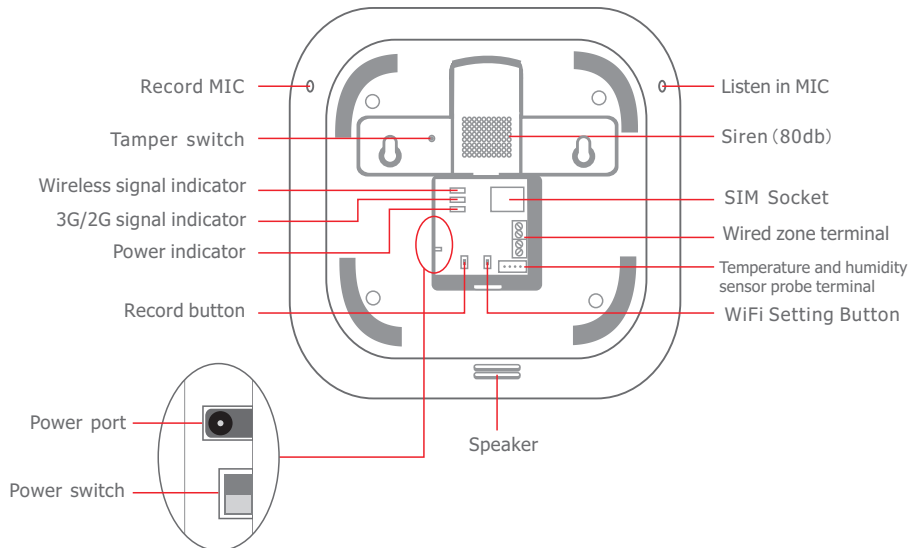 Record MIC
Tamper switch
Wireless signal indicator
3G/2G signal indicator
Power indicator
Record button
Power port
Power switch
Listen in MIC
Siren（80db）
SIM Socket
Wired zone terminal
Temperature and humidity
sensor probe terminal
WiFi Setting Button
Speaker